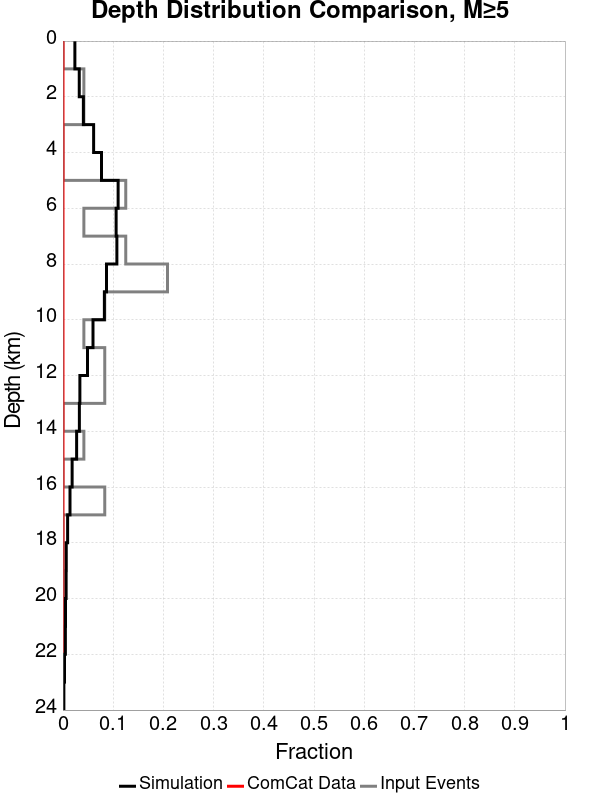 Depth Distribution Comparison, M≥5
0
2
4
6
8
10
12
14
16
18
20
22
24
Depth (km)
0 0.1 0.2 0.3 0.4 0.5 0.6 0.7 0.8 0.9 1
Fraction
Simulation ComCat Data Input Events